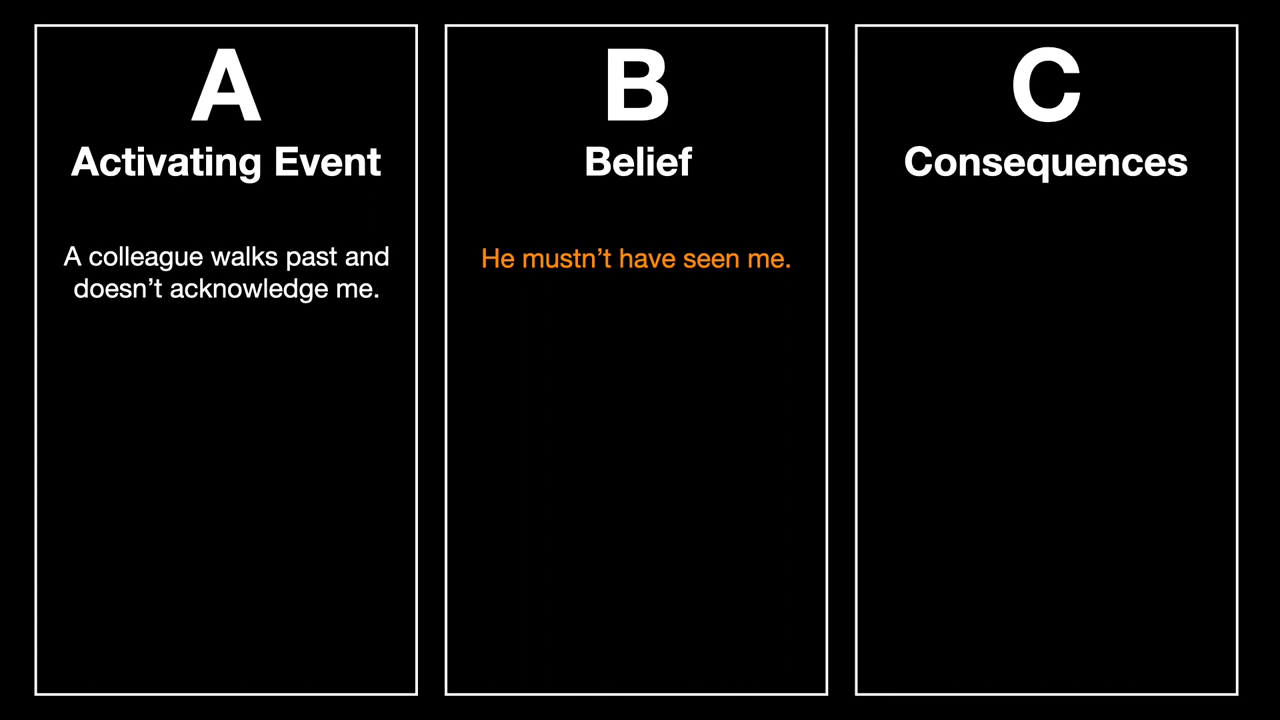 A
Activating Event
A colleague walks past and
doesn’t acknowledge me.
B
Belief
He mustn’t have seen me.
C
Consequences